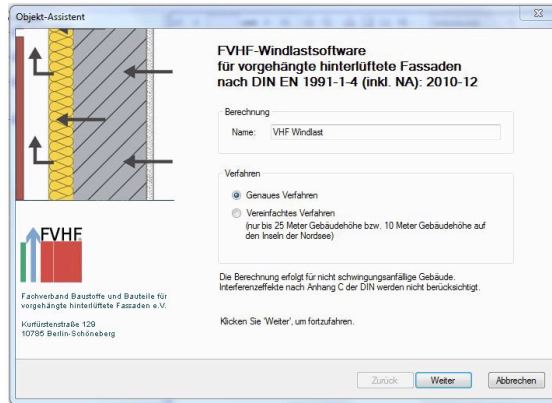 Objekt-Assistent
FVHF-Windlastsoftware
für vorgehängte hinterlüftete Fassaden
nach DIN EN 1991-1-4 (inkl. NA): 2010-12
Berechnung
Name: VHF Windlast
Verfahren
Genaues Verfahren
Vereinfachtes Verfahren
(nur bis 25 Meter Gebäudehöhe bzw. 10 Meter Gebäudehöhe auf
den Inseln der Nordsee)
FVHF
Fachverband Baustoffe und Bauteile für
vorgehängte hinterlüftete Fassaden e.V.
Kurfürstenstraße 129
10785 Berlin-Schöneberg
Die Berechnung erfolgt für nicht schwingungsanfällige Gebäude.
Interferenzeffekte nach Anhang C der DIN werden nicht berücksichtigt.
Klicken Sie 'Weiter', um fortzufahren.
Zurück Weiter Abbrechen